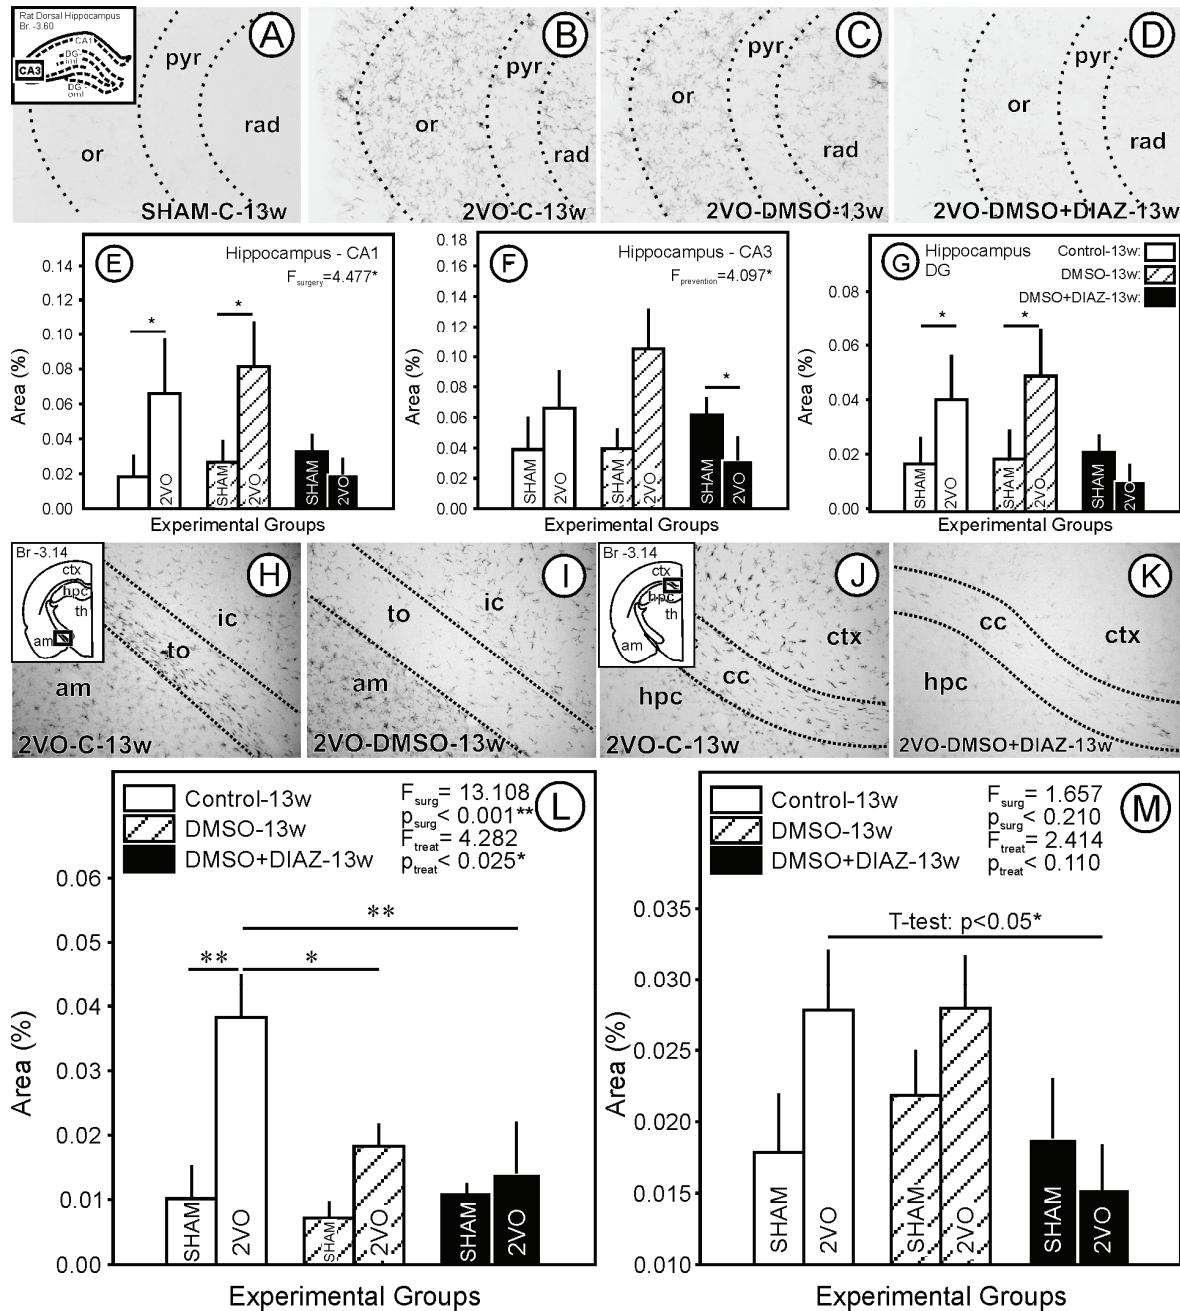 Rat Dorsal Hippocampus
Br. -3.60
CA1
DG
iml
CA3
DG
oml
A
pyr
or
rad
SHAM-C-13w
B
pyr
or
rad
2VO-C-13w
C
pyr
or
rad
2VO-DMSO-13w
D
pyr
or
rad
2VO-DMSO+DIAZ-13w
E
Hippocampus - CA1
Fsurgery=4.477*
Area (%)
0.14
0.12
0.10
0.08
0.06
0.04
0.02
0.00
*
*
2VO
SHAM
2VO
SHAM
2VO
Experimental Groups
F
Hippocampus - CA3
Fprevention=4.097*
Area (%)
0.18
0.16
0.14
0.12
0.10
0.08
0.06
0.04
0.02
0.00
*
SHAM
2VO
SHAM
2VO
SHAM
2VO
Experimental Groups
G
Hippocampus
DG
Control-13w:
DMSO-13w:
DMSO+DIAZ-13w:
Area (%)
0.08
0.06
0.04
0.02
0.00
*
*
SHAM
2VO
SHAM
2VO
SHAM
2VO
Experimental Groups
Br -3.14
ctx
hpc
th
am
H
ic
to
am
2VO-C-13w
I
ic
to
am
2VO-DMSO-13w
Br -3.14
ctx
hpc
th
am
J
ctx
cc
hpc
2VO-C-13w
K
cc
ctx
hpc
2VO-DMSO+DIAZ-13w
L
Control-13w
DMSO-13w
DMSO+DIAZ-13w
Fsurg= 13.108
psurg< 0.001**
Ftreat= 4.282
ptreat< 0.025*
Area (%)
0.06
0.05
0.04
0.03
0.02
0.01
0.00
**
**
*
SHAM
2VO
SHAM
2VO
SHAM
2VO
Experimental Groups
M
Control-13w
DMSO-13w
DMSO+DIAZ-13w
Fsurg= 1.657
psurg< 0.210
Ftreat= 2.414
ptreat< 0.110
T-test: p<0.05*
Area (%)
0.035
0.030
0.025
0.020
0.015
0.010
SHAM
2VO
SHAM
2VO
SHAM
2VO
Experimental Groups